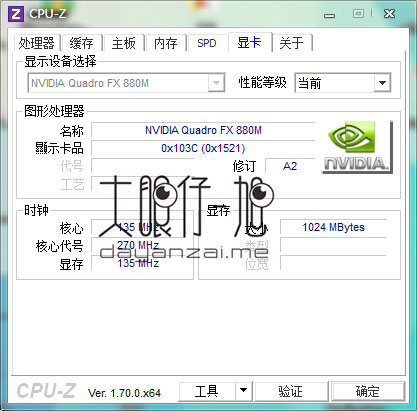 CPU-Z
处理器 缓存 主板 内存 SPD 显卡 关于
显示设备选择
NVIDIA Quadro FX 880M 性能等级 当前
图形处理器
名称 NVIDIA Quadro FX 880M
顯示卡品 0x103C (0x1521)
代号 修订 A2
工艺
nVIDIA.
大眼仔~旭
dayanzai.me
时钟 显存
核心 135 MHz 大小 1024 MBytes
核心代号 270 MHz 类型
显存 135 MHz 位宽
CPU-Z Ver. 1.70.0.x64 工具 验证 确定